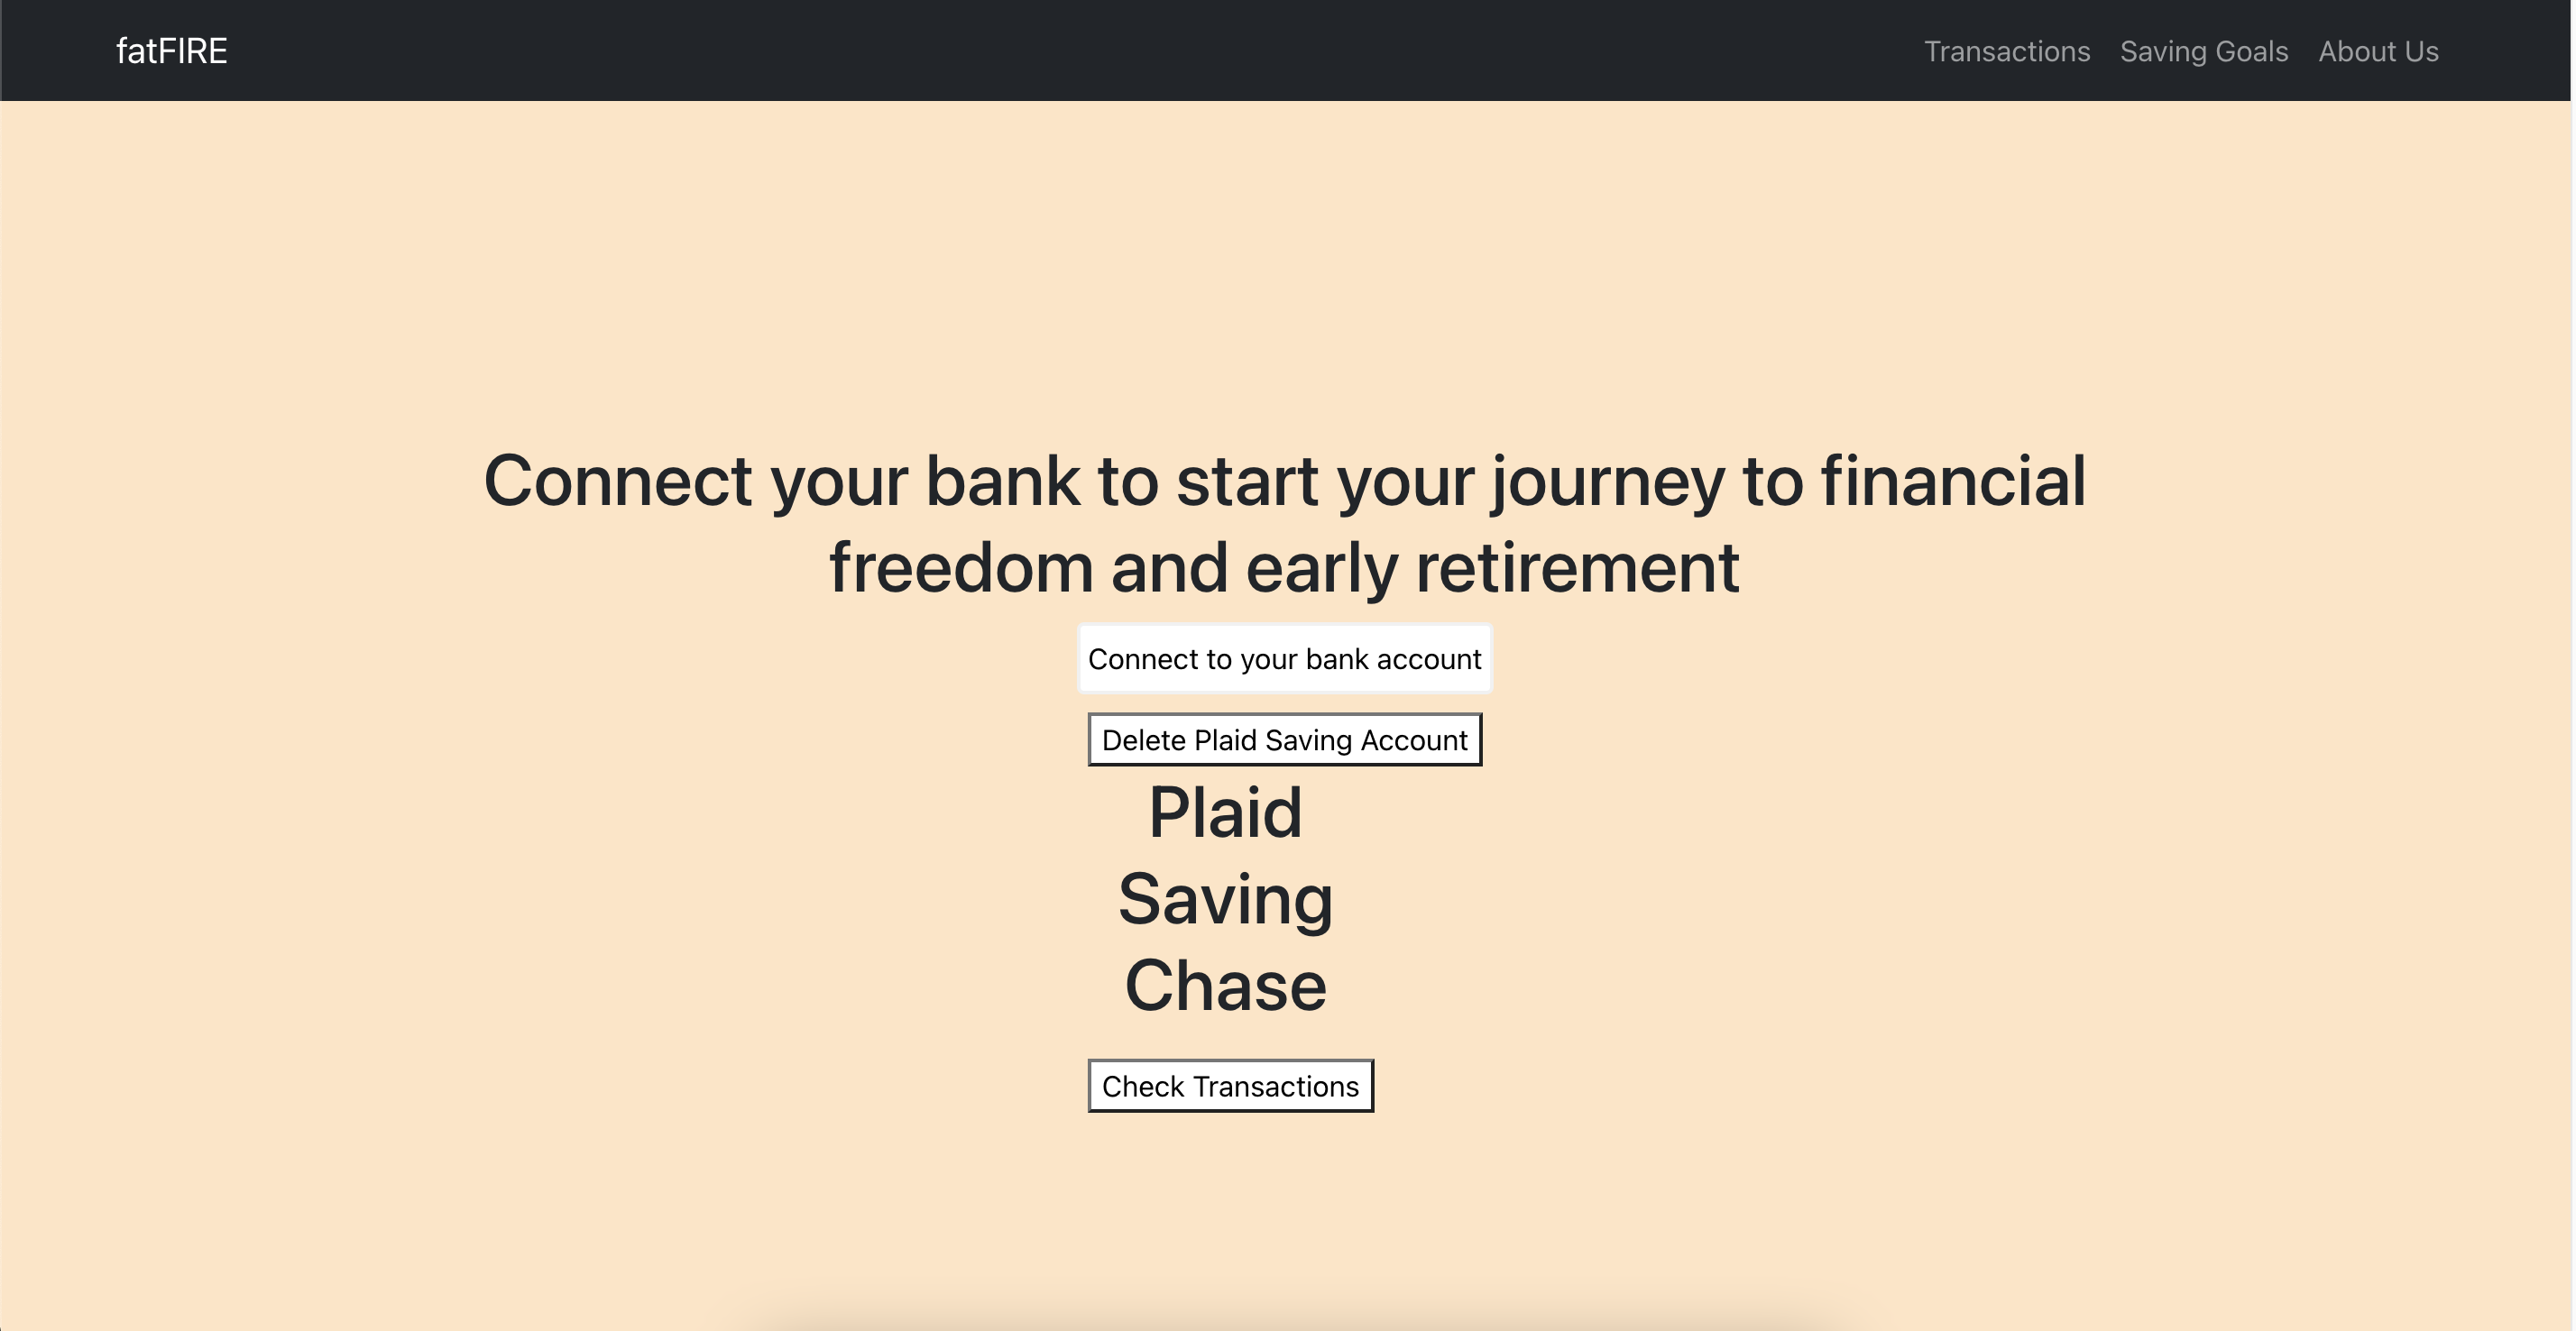 fatFIRE
Transactions
Saving Goals
About Us
Connect your bank to start your journey to financial
freedom and early retirement
Connect to your bank account
Delete Plaid Saving Account
Plaid
Saving
Chase
Check Transactions